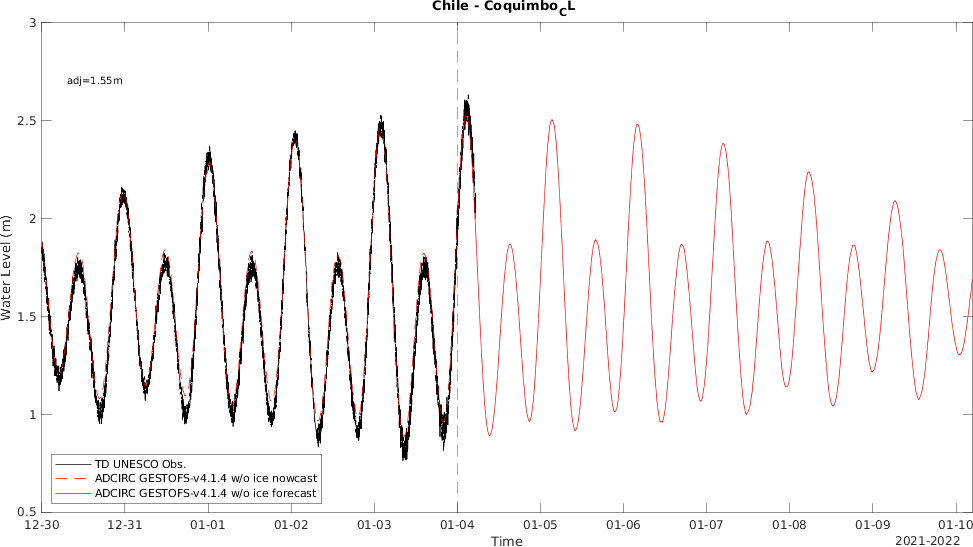 Chile - Coquimbo_CL
adj=1.55m
Water Level (m)
3
2.5
2
1.5
1
0.5
TD UNESCO Obs.
ADCIRC GESTOFS-v4.1.4 w/o ice nowcast
ADCIRC GESTOFS-v4.1.4 w/o ice forecast
12-30 12-31 01-01 01-02 01-03 01-04 01-05 01-06 01-07 01-08 01-09 01-10
Time
2021-2022